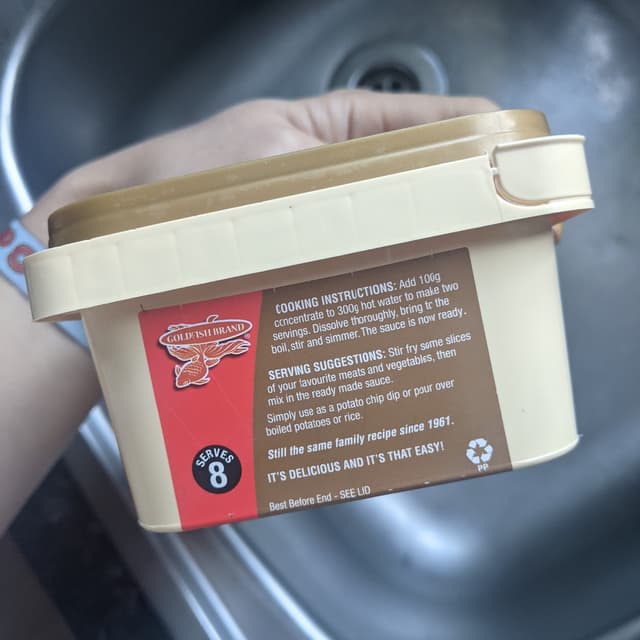 GOLDFISH BRAND
SERVES
8
COOKING INSTRUCTIONS: Add 100g
concentrate to 300g hot water to make two
servings. Dissolve thoroughly, bring to the
boil, stir and simmer. The sauce is now ready.
SERVING SUGGESTIONS: Stir fry some slices
of your favourite meats and vegetables, then
mix in the ready made sauce.
Simply use as a potato chip dip or pour over
boiled potatoes or rice.
Still the same family recipe since 1961.
IT'S DELICIOUS AND IT'S THAT EASY!
Best Before End - SEE LID
PP